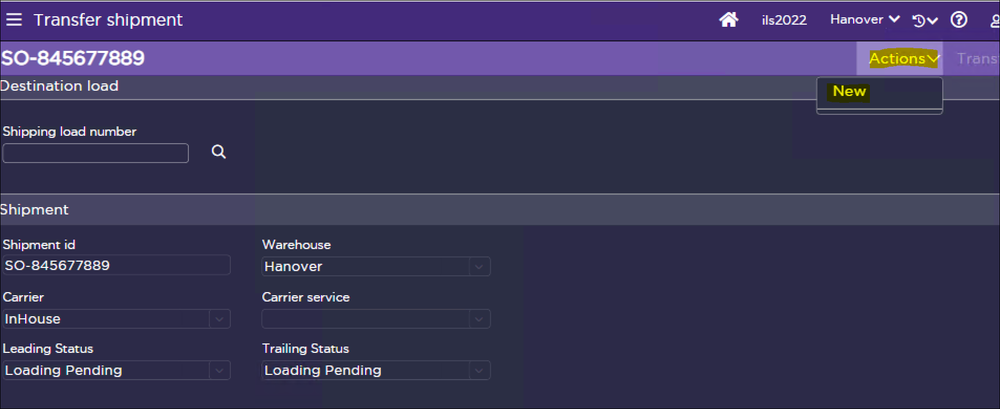 Transfer shipment ils2022 Hanover
SO-845677889 Actions Trans
Destination load
New
Shipping load number
Shipment
Shipment id Warehouse
SO-845677889 Hanover
Carrier Carrier service
InHouse
Leading Status Trailing Status
Loading Pending Loading Pending